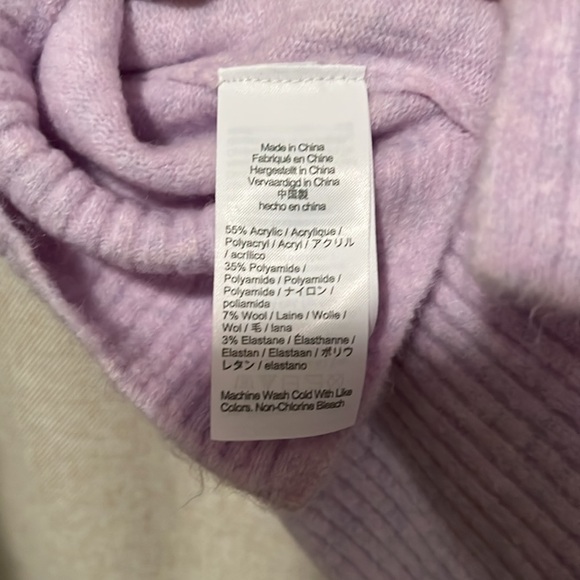 Made in China
Fabriqué en Chine
Hergestellt in China
Vervaardigd in China
中国製
hecho en china
55% Acrylic / Acrylique /
Polyacryl / Acryl / アクリル
/ acrílico
35% Polyamide /
Polyamide / Polyamide /
Polyamide / ナイロン /
poliamida
7% Wool / Laine / Wolle /
Wol / 毛 / lana
3% Elastane / Élasthanne /
Elastan / Elastaan / ポリウ
レタン / elastano
Machine Wash Cold With Like
Colors. Non-Chlorine Bleach